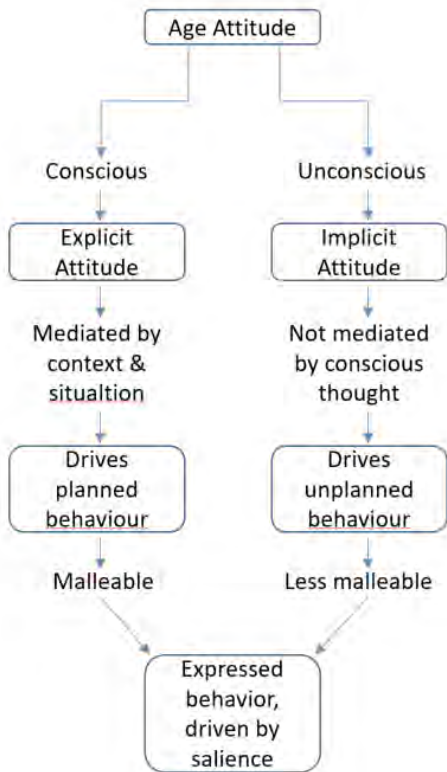 Age Attitude
Conscious
Unconscious
Explicit
Attitude
Implicit
Attitude
Mediated by
context &
situaltion
Not mediated
by conscious
thought
Drives
planned
behaviour
Drives
unplanned
behaviour
Malleable
Less malleable
Expressed
behavior,
driven by
salience